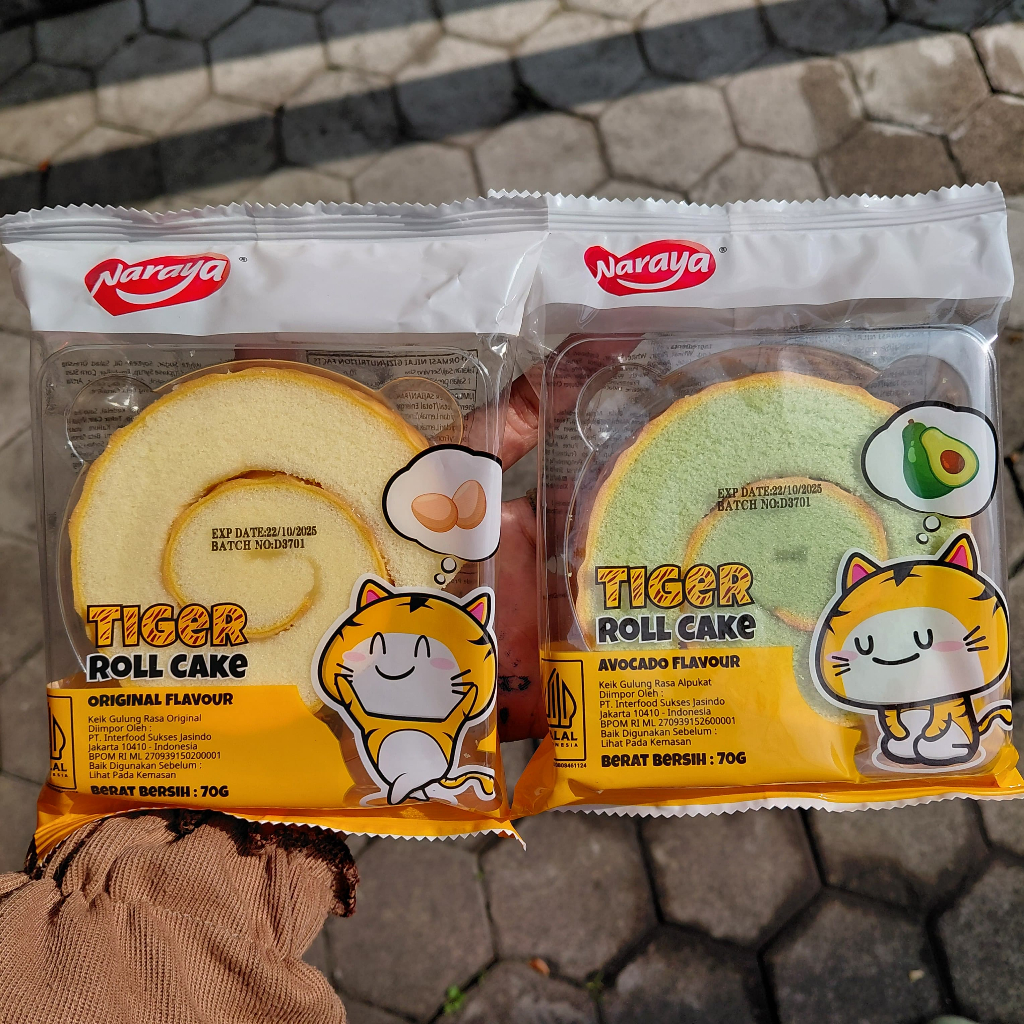 Naraya®
EXP DATE:22/10/2025
BATCH NO:D3701
TIGER
ROLL CAKE
ORIGINAL FLAVOUR
Keik Gulung Rasa Original
Diimpor Oleh :
PT. Interfood Sukses Jasindo
Jakarta 10410 - Indonesia
BPOM RI ML 270939150200001
Baik Digunakan Sebelum :
Lihat Pada Kemasan
BERAT BERSIH : 70G
Naraya®
EXP DATE:22/10/2025
BATCH NO:D3701
TIGER
ROLL CAKE
AVOCADO FLAVOUR
Keik Gulung Rasa Alpukat
Diimpor Oleh :
PT. Interfood Sukses Jasindo
Jakarta 10410 - Indonesia
BPOM RI ML 270939152600001
Baik Digunakan Sebelum :
Lihat Pada Kemasan
BERAT BERSIH : 70G